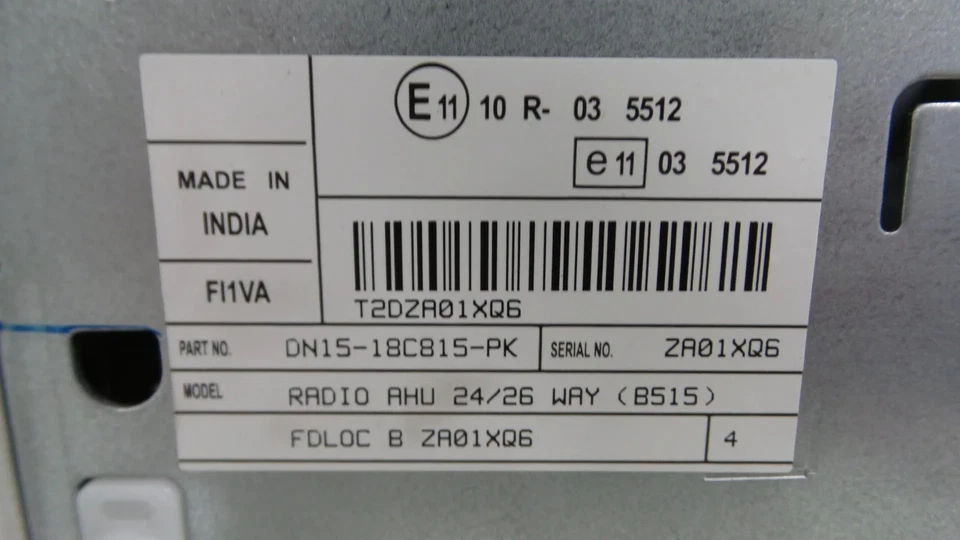 E 11 10 R- 03 5512
e 11 03 5512
MADE IN
INDIA
FI1VA
T2DZA01XQ6
PART NO. DN15-18C815-PK SERIAL NO. ZA01XQ6
MODEL RADIO AHU 24/26 WAY (B515)
FDLOC B ZA01XQ6 4